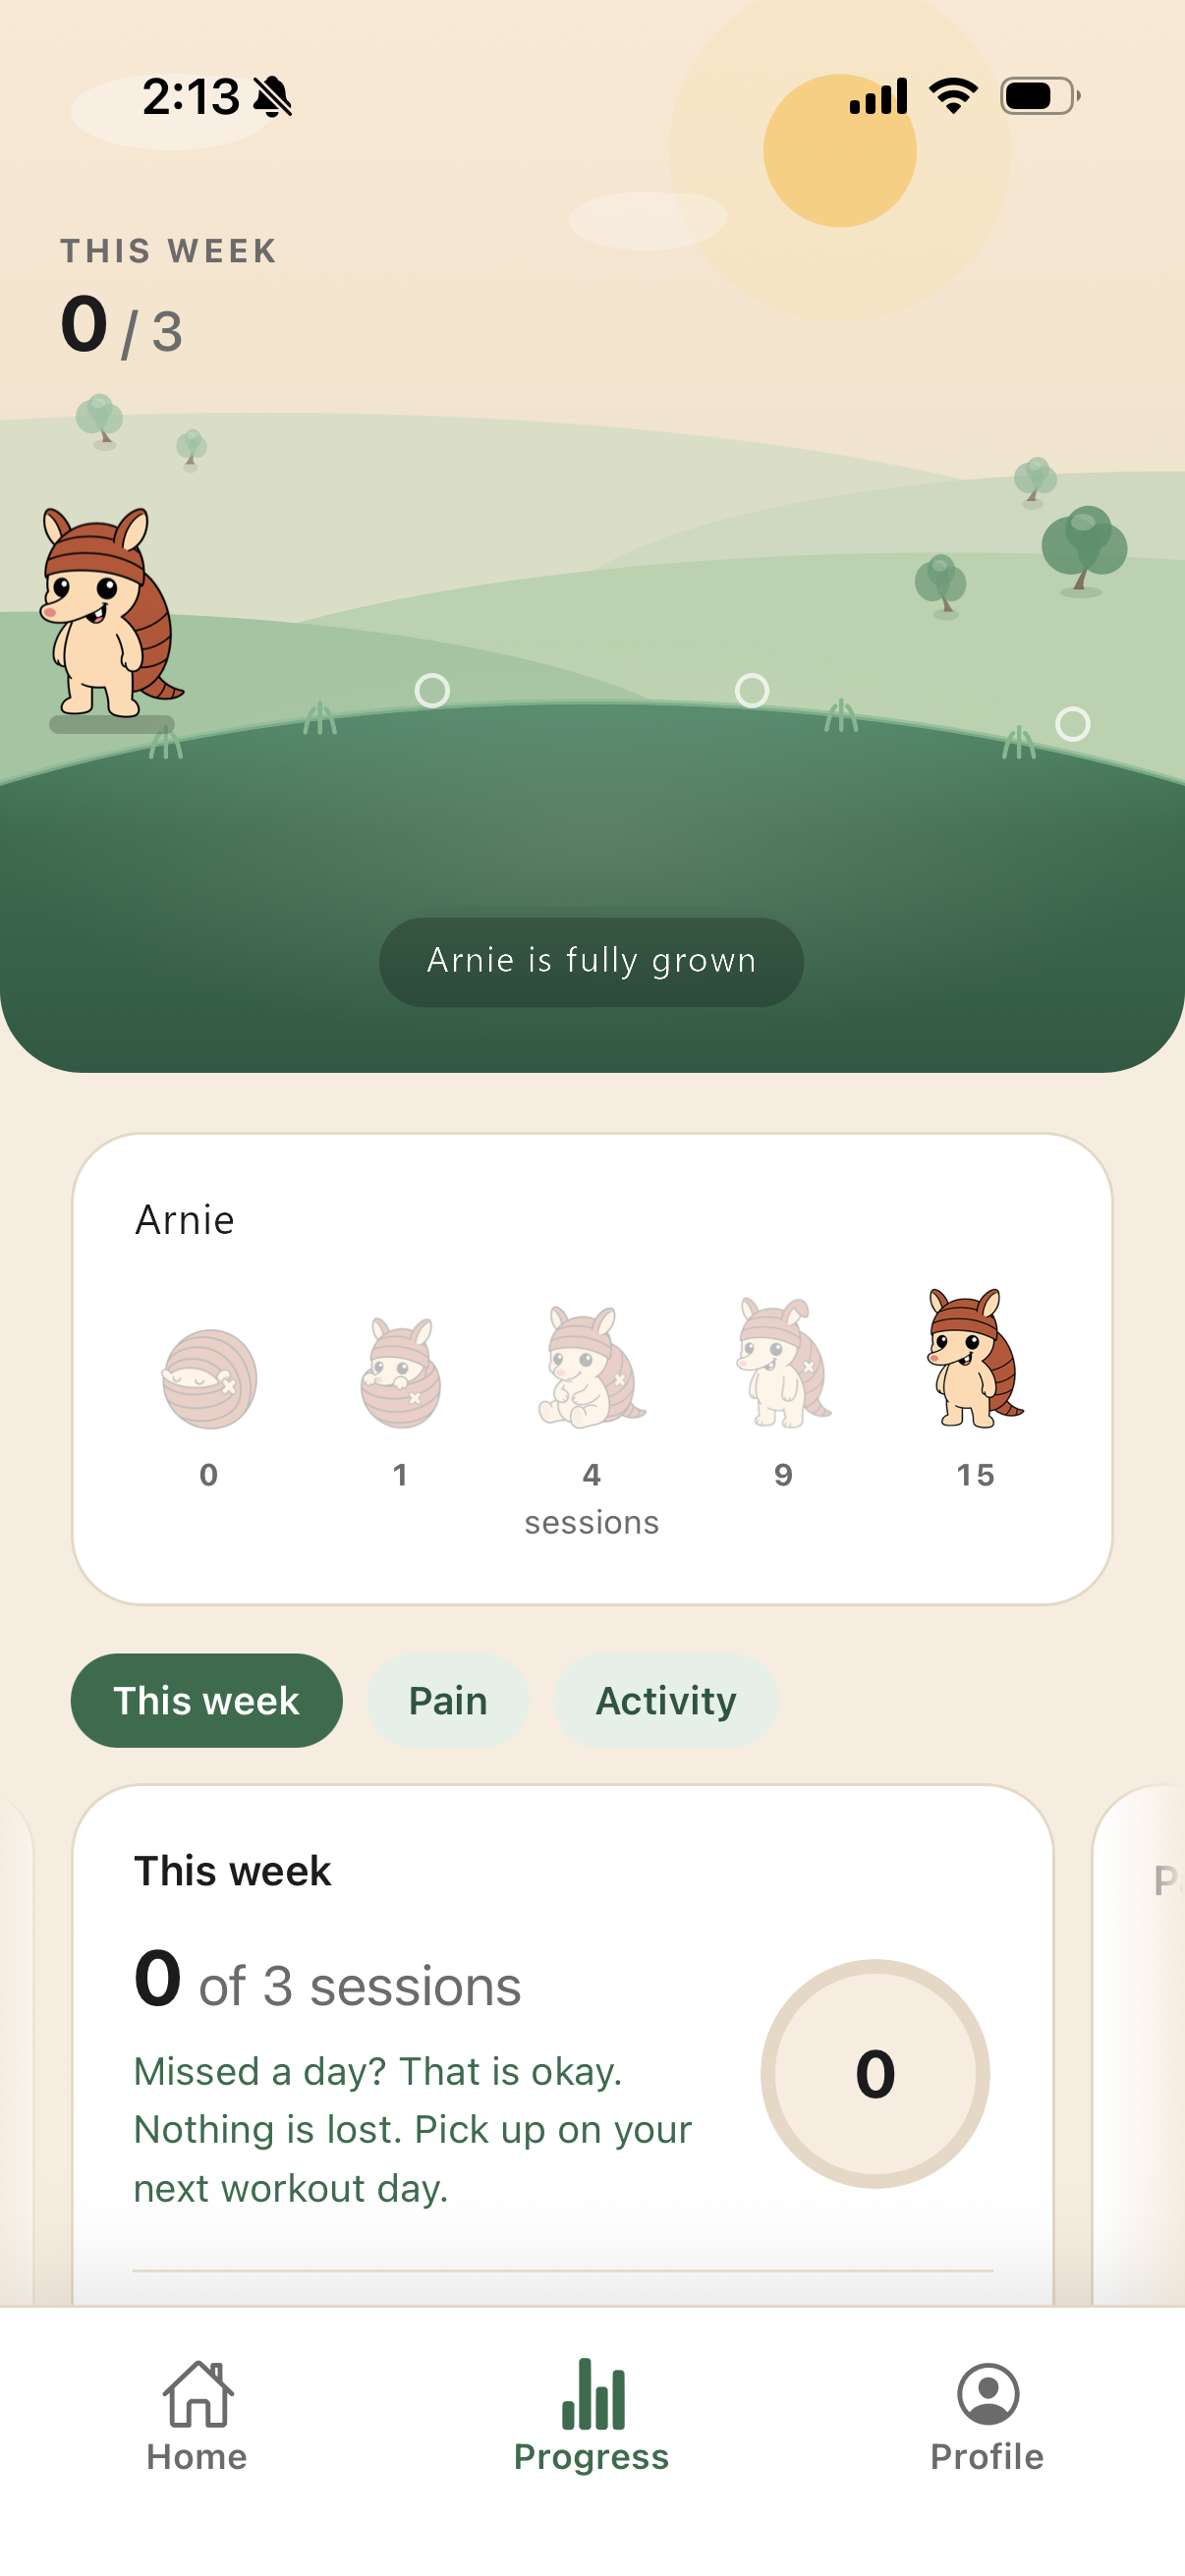 2:13
THIS WEEK
0 / 3
Arnie is fully grown
Arnie
0 1 4 9 15
sessions
This week Pain Activity
This week
0 of 3 sessions
0
Missed a day? That is okay.
Nothing is lost. Pick up on your
next workout day.
Home Progress Profile